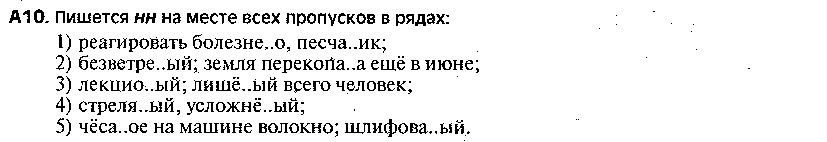 А10. Пишется нн на месте всех пропусков в рядах:
1) реагировать болезне..о, песча..ик;
2) безветре..ый; земля перекопа..а ещё в июне;
3) лекцио..ый; лишё..ый всего человек;
4) стреля..ый, усложнё..ый;
5) чёса..ое на машине волокно; шлифова..ый.